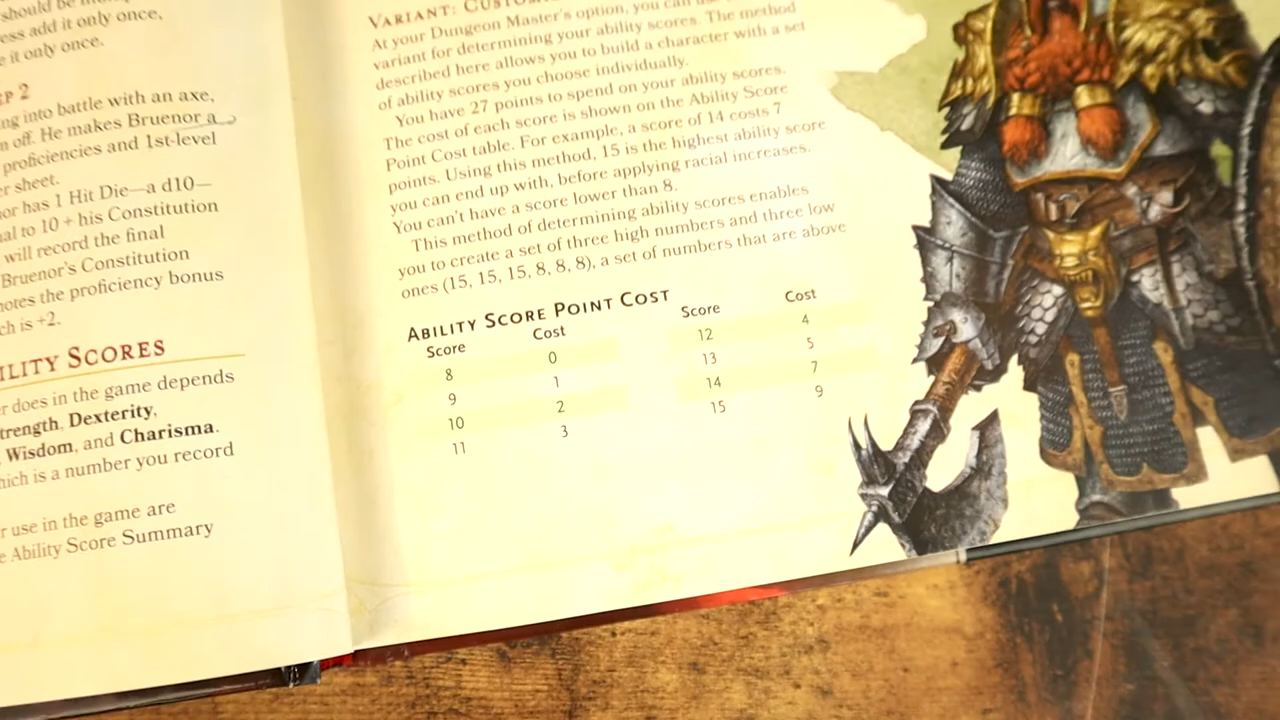 should be
ess add it only once,
it only once.
EP 2
ng into battle with an axe,
n off. He makes Bruenor a
proficiencies and 1st-level
er sheet.
nor has 1 Hit Die—a d10—
ual to 10 + his Constitution
will record the final
Bruenor's Constitution
notes the proficiency bonus
ch is +2.
ILITY SCORES
r does in the game depends
trength, Dexterity,
Wisdom, and Charisma.
hich is a number you record
r use in the game are
e Ability Score Summary
VARIANT:
At your Dungeon Master's option, you can use
variant for determining your ability scores. The method
described here allows you to build a character with a set
of ability scores you choose individually.
You have 27 points to spend on your ability scores.
The cost of each score is shown on the Ability Score
Point Cost table. For example, a score of 14 costs 7
points. Using this method, 15 is the highest ability score
you can end up with, before applying racial increases.
You can't have a score lower than 8.
This method of determining ability scores enables
you to create a set of three high numbers and three low
ones (15, 15, 15, 8, 8, 8), a set of numbers that are above
ABILITY SCORE POINT COST
Score Cost Score Cost
8 0 12 4
9 1 13 5
10 2 14 7
11 3 15 9